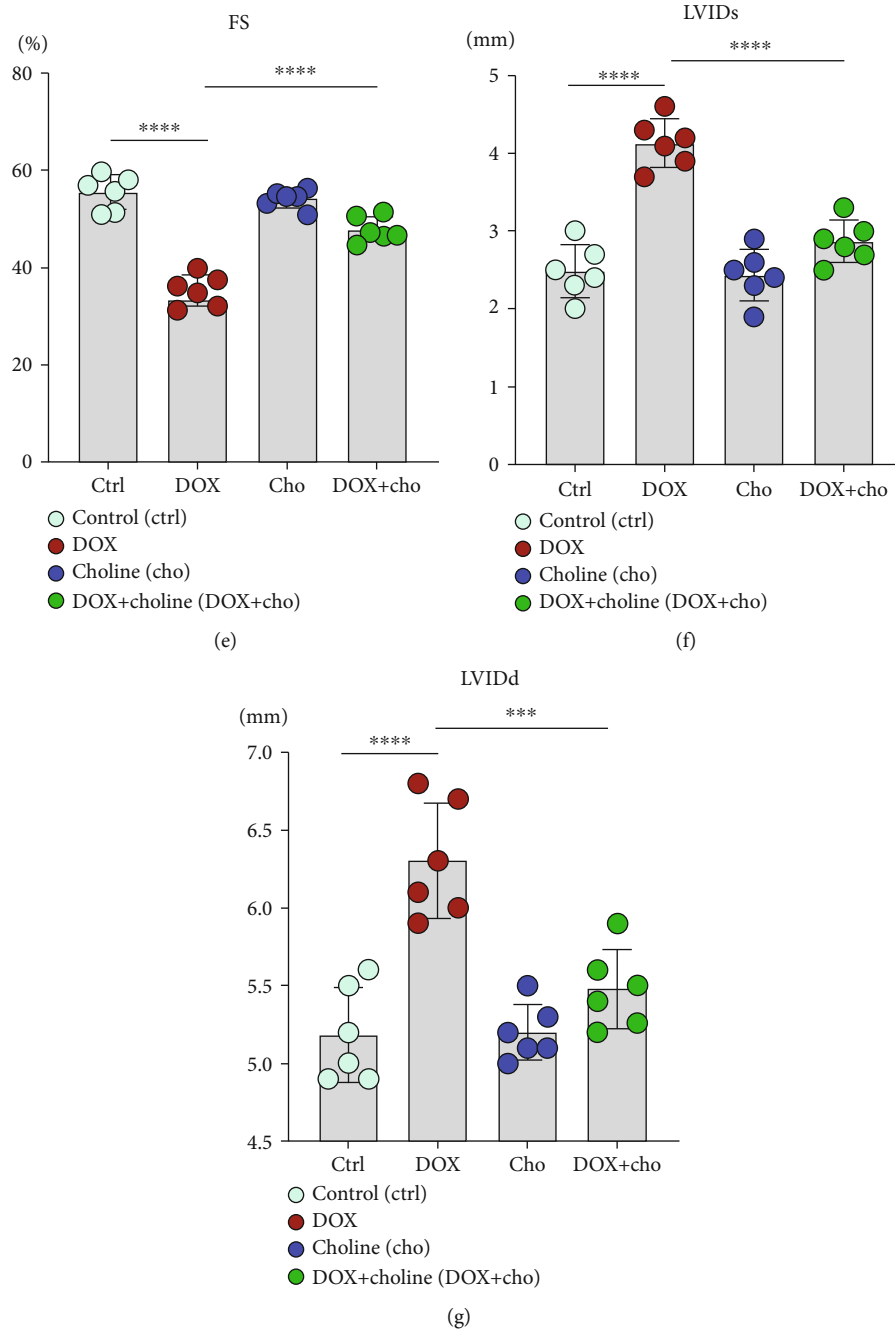 FS
(%)
80
60
40
20
0
****
****
Ctrl
DOX
Cho
DOX+cho
Control (ctrl)
DOX
Choline (cho)
DOX+choline (DOX+cho)
(e)
LVIDs
(mm)
5
4
3
2
1
0
****
****
Ctrl
DOX
Cho
DOX+cho
Control (ctrl)
DOX
Choline (cho)
DOX+choline (DOX+cho)
(f)
LVIDd
(mm)
7.0
6.5
6.0
5.5
5.0
4.5
****
***
Ctrl
DOX
Cho
DOX+cho
Control (ctrl)
DOX
Choline (cho)
DOX+choline (DOX+cho)
(g)